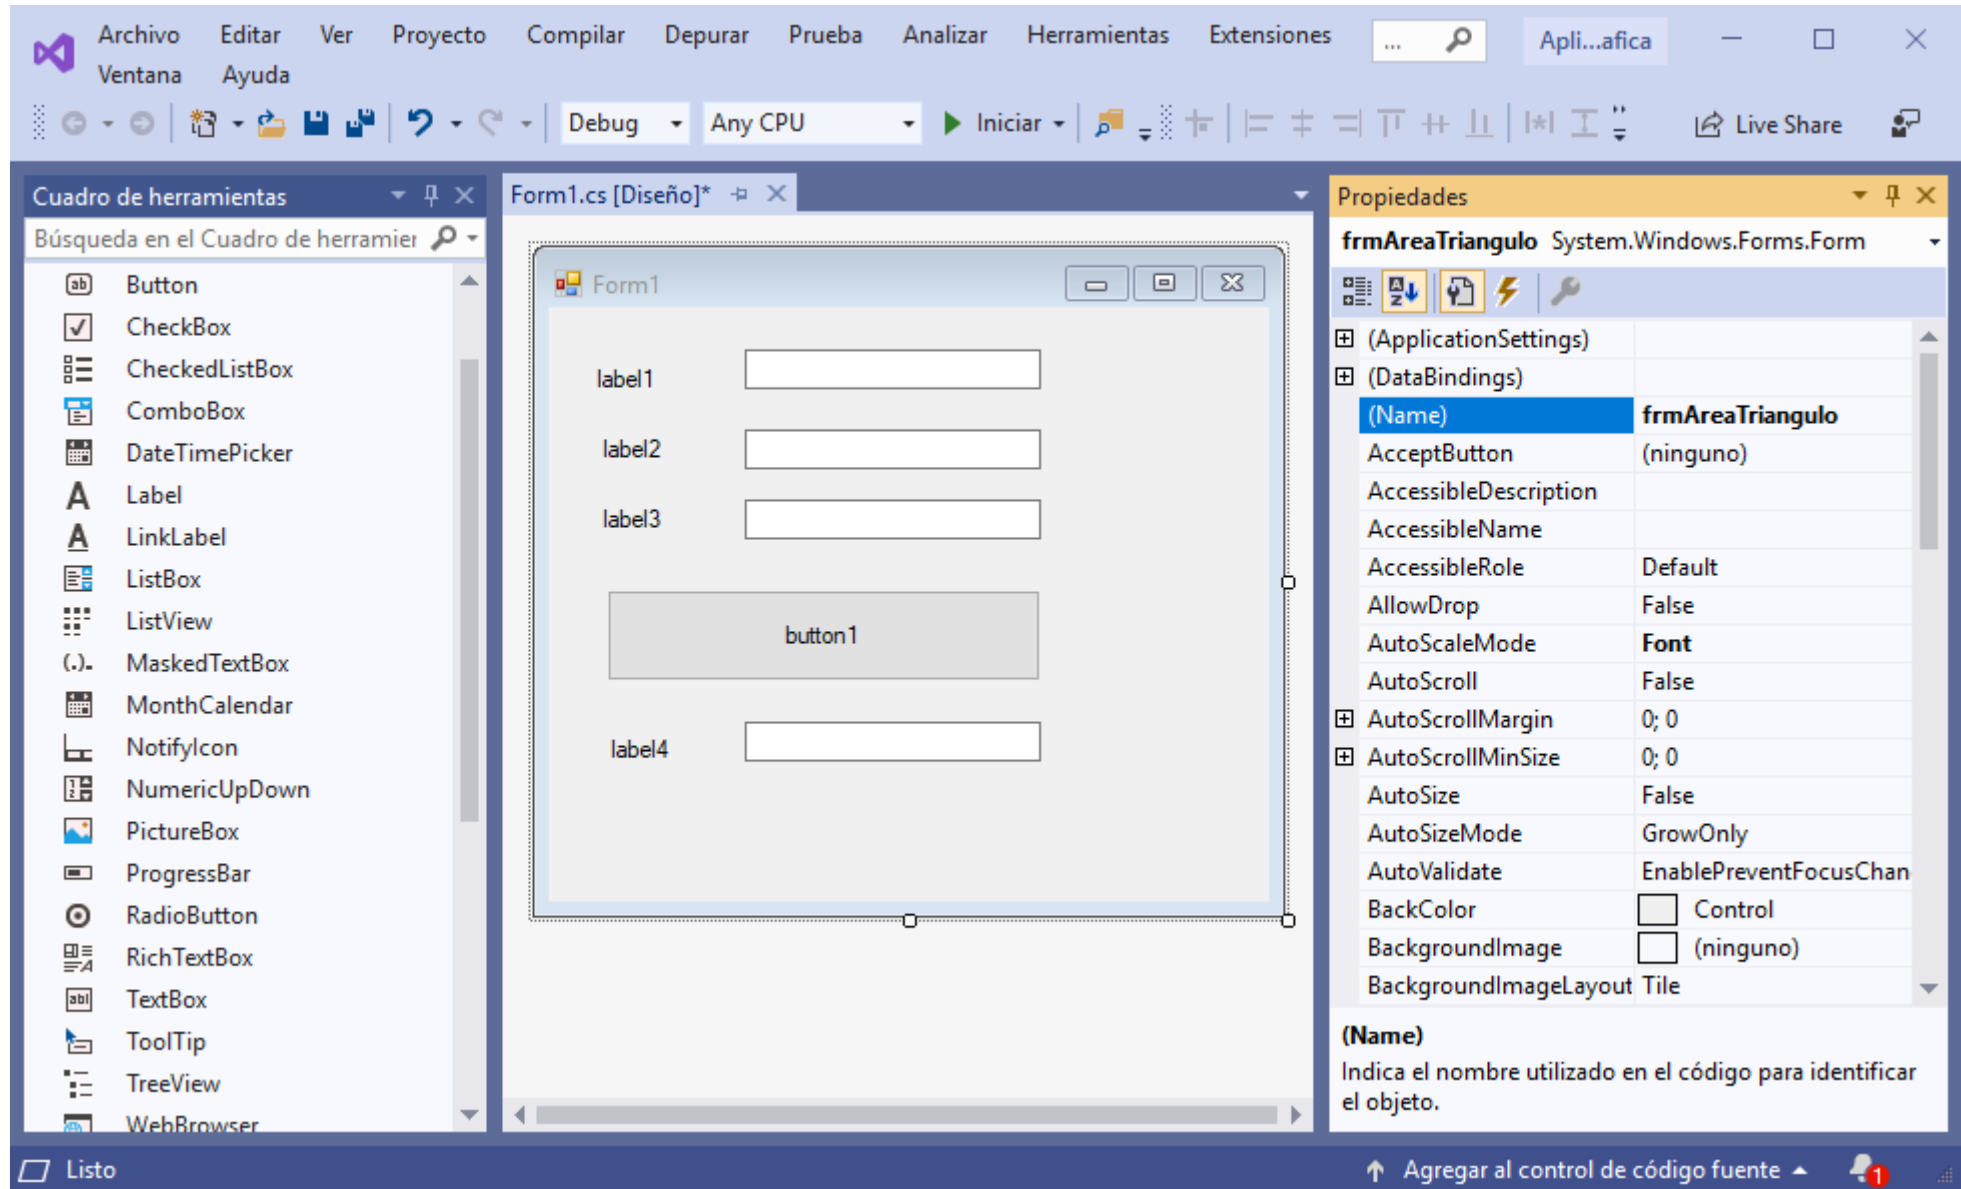 Archivo Editar Ver Proyecto Compilar Depurar Prueba Analizar Herramientas Extensiones ... Apli...afica
Ventana Ayuda
Debug Any CPU Iniciar Live Share
Cuadro de herramientas
Búsqueda en el Cuadro de herramier
Button
CheckBox
CheckedListBox
ComboBox
DateTimePicker
Label
LinkLabel
ListBox
ListView
MaskedTextBox
MonthCalendar
NotifyIcon
NumericUpDown
PictureBox
ProgressBar
RadioButton
RichTextBox
TextBox
ToolTip
TreeView
WebBrowser
Form1.cs [Diseño]*
Form1
label1
label2
label3
button1
label4
Propiedades
frmAreaTriangulo System.Windows.Forms.Form
(ApplicationSettings)
(DataBindings)
(Name) frmAreaTriangulo
AcceptButton (ninguno)
AccessibleDescription
AccessibleName
AccessibleRole Default
AllowDrop False
AutoScaleMode Font
AutoScroll False
AutoScrollMargin 0; 0
AutoScrollMinSize 0; 0
AutoSize False
AutoSizeMode GrowOnly
AutoValidate EnablePreventFocusChan
BackColor Control
BackgroundImage (ninguno)
BackgroundImageLayout Tile
(Name)
Indica el nombre utilizado en el código para identificar
el objeto.
Listo Agregar al control de código fuente 1